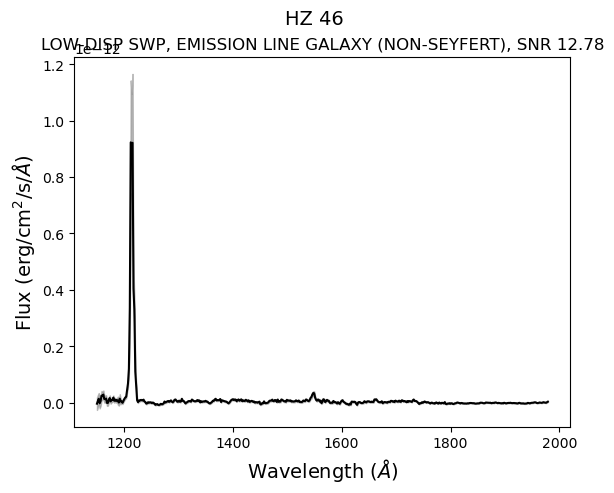 HZ 46
LOW-DISP SWP, EMISSION LINE GALAXY (NON-SEYFERT), SNR 12.78
1e−12
1.2
1.0
0.8
0.6
0.4
0.2
0.0
Flux (erg/cm²/s/Å)
1200 1400 1600 1800 2000
Wavelength (Å)